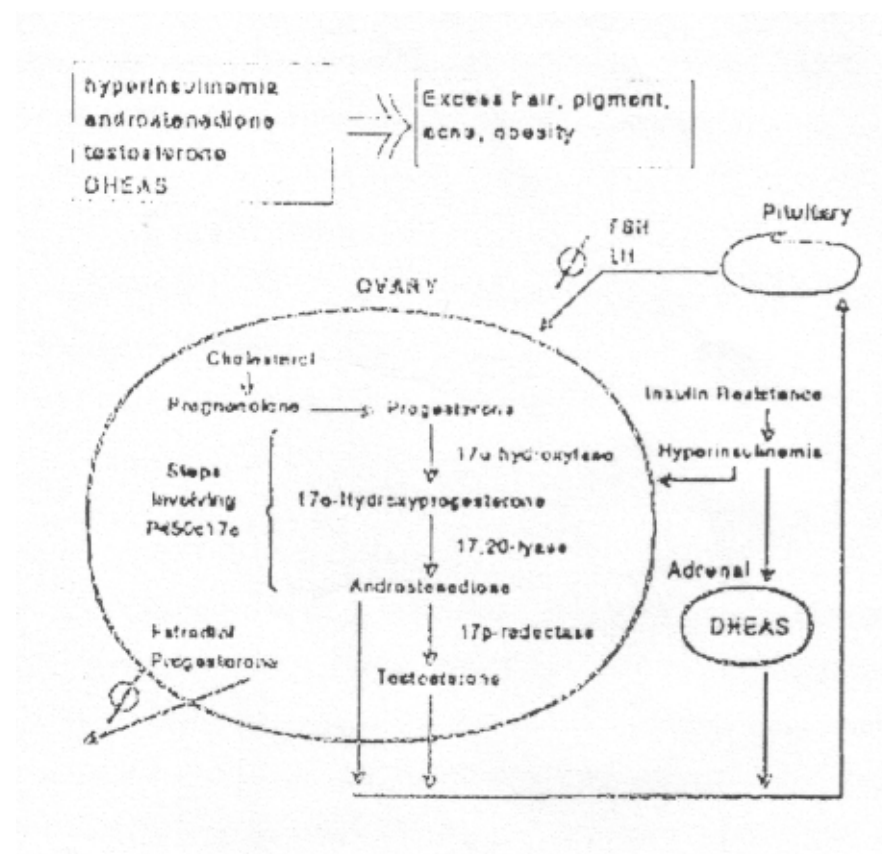 hyperinsulinemia
androstenedione
testosterone
DHEAS
Excess hair, pigment,
acne, obesity
Pituitary
FSH
LH
OVARY
Cholesterol
Pregnenolone
Progesterone
Insulin Resistence
17α-hydroxylase
Hyperinsulinemia
Steps
involving
P450c17α
17α-Hydroxyprogesterone
17,20-lyase
Adrenal
Androstenedione
DHEAS
17β-reductase
Estradiol
Progesterone
Testosterone